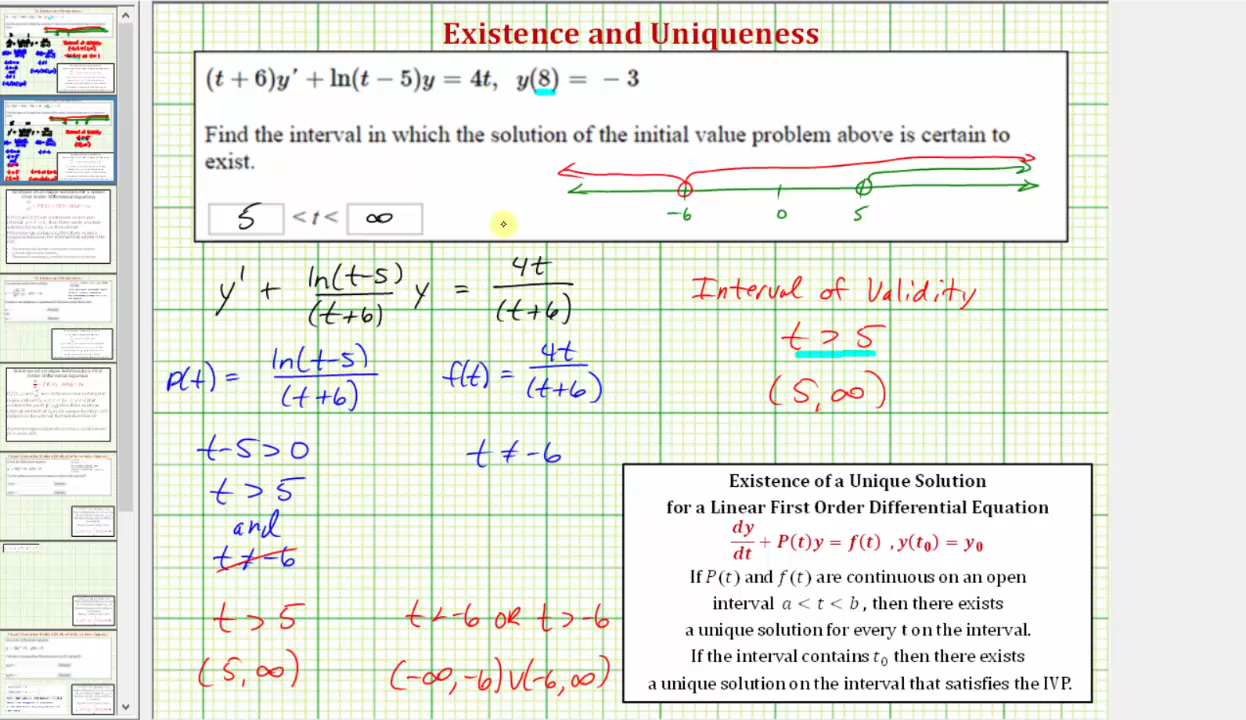 Existence and Uniqueness
(t + 6)y′ + ln(t − 5)y = 4t, y(8) = − 3
Find the interval in which the solution of the initial value problem above is certain to
exist.
-6 0 5
5 < t < ∞
y' + ln(t-5)/(t+6) y = 4t/(t+6)
Interval of Validity
t > 5
(5, ∞)
p(t) = ln(t-5)/(t+6)
f(t) = 4t/(t+6)
t-5 > 0
t > 5
and
t ≠ -6
t > 5
(5, ∞)
t ≠ -6
t < -6 OR t > -6
(-∞, -6) ∪ (-6, ∞)
Existence of a Unique Solution
for a Linear First Order Differential Equation
dy/dt + P(t)y = f(t) , y(t₀) = y₀
If P(t) and f(t) are continuous on an open
interval a < t < b, then there exists
a unique solution for every t on the interval.
If the interval contains t₀ then there exists
a unique solution on the interval that satisfies the IVP.